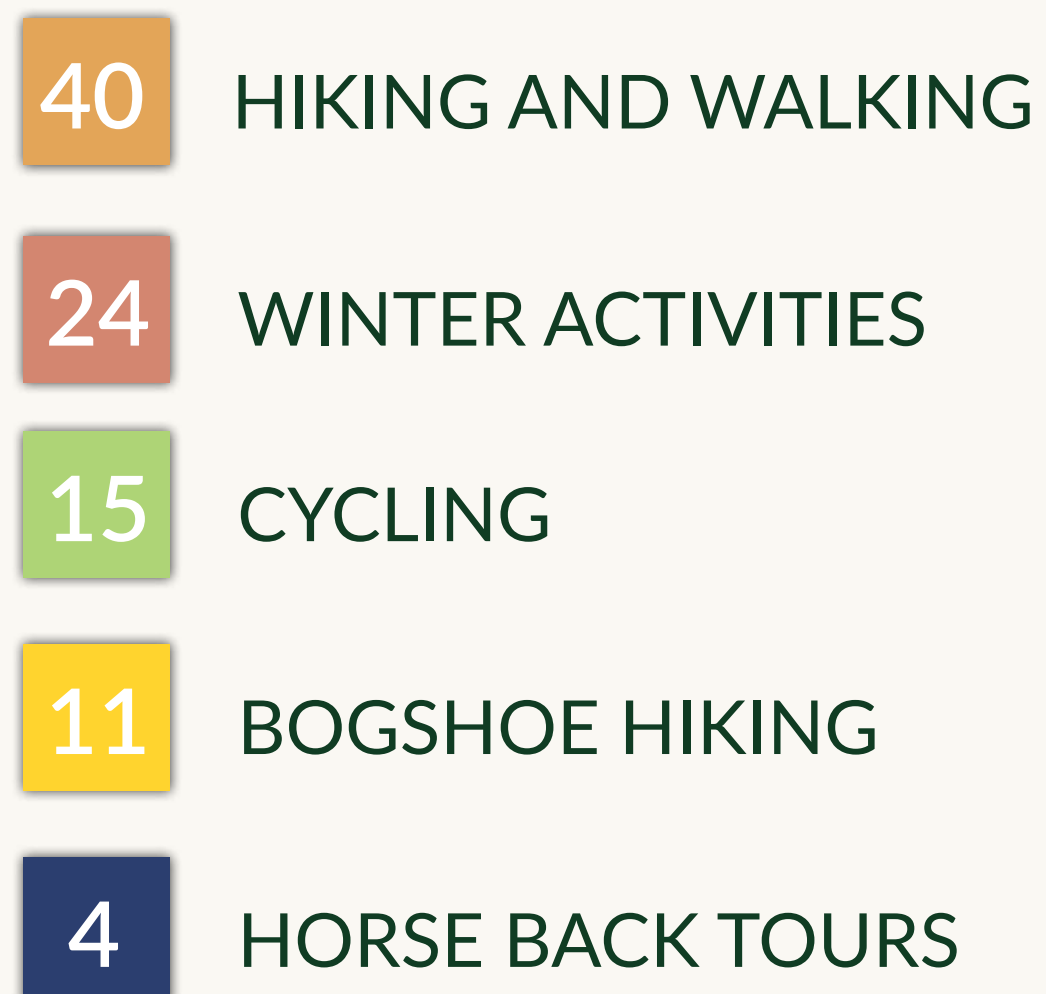 40 HIKING AND WALKING
24 WINTER ACTIVITIES
15 CYCLING
11 BOGSHOE HIKING
4 HORSE BACK TOURS